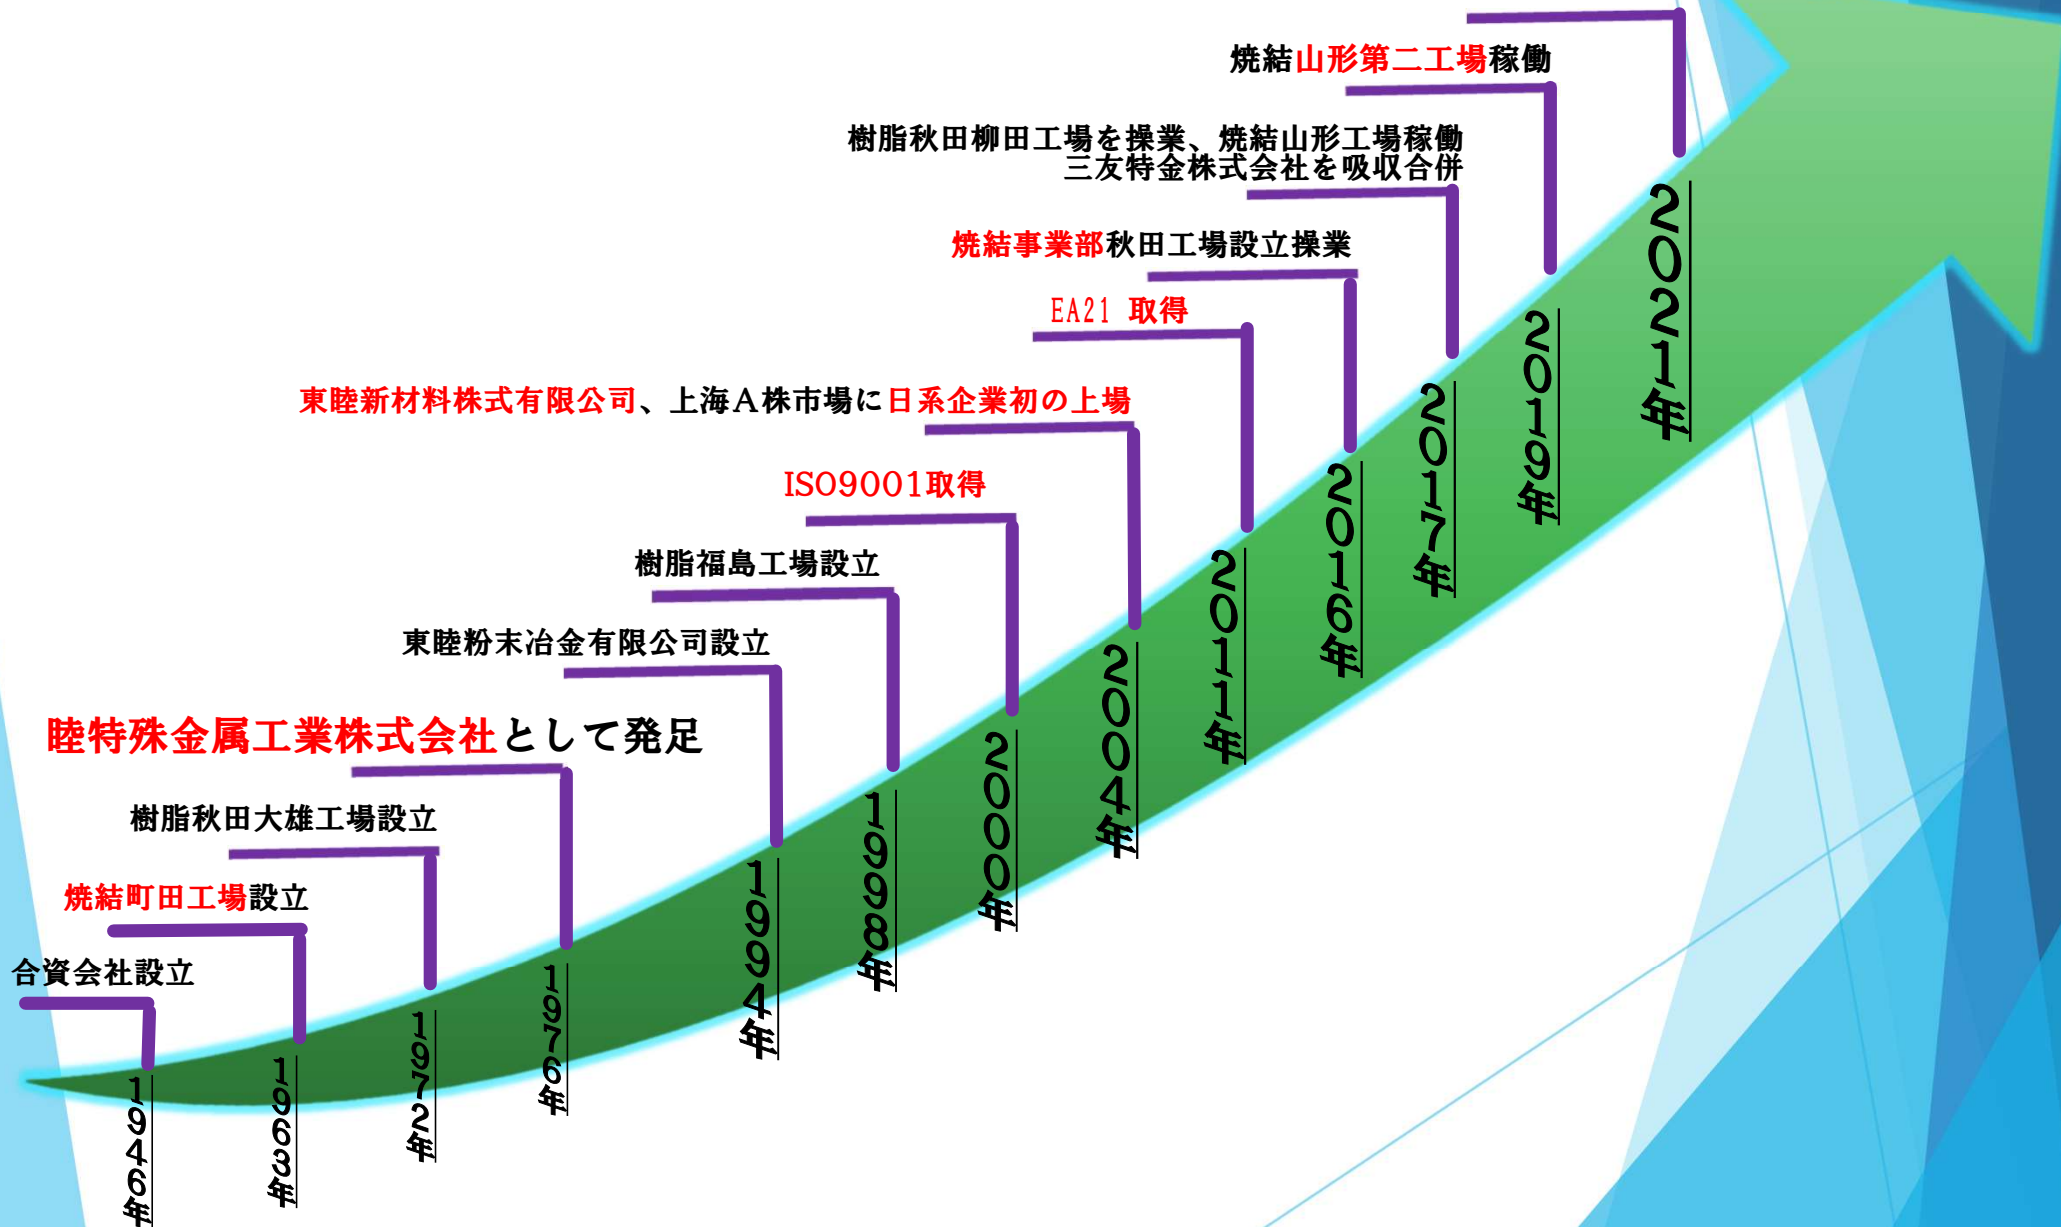 焼結山形第二工場稼働
樹脂秋田柳田工場を操業、焼結山形工場稼働
三友特金株式会社を吸収合併
焼結事業部秋田工場設立操業
EA21 取得
東睦新材料株式有限公司、上海A株市場に日系企業初の上場
ISO9001取得
樹脂福島工場設立
東睦粉末冶金有限公司設立
睦特殊金属工業株式会社として発足
樹脂秋田大雄工場設立
焼結町田工場設立
合資会社設立
1946年
1963年
1972年
1976年
1994年
1998年
2000年
2004年
2011年
2016年
2017年
2019年
2021年